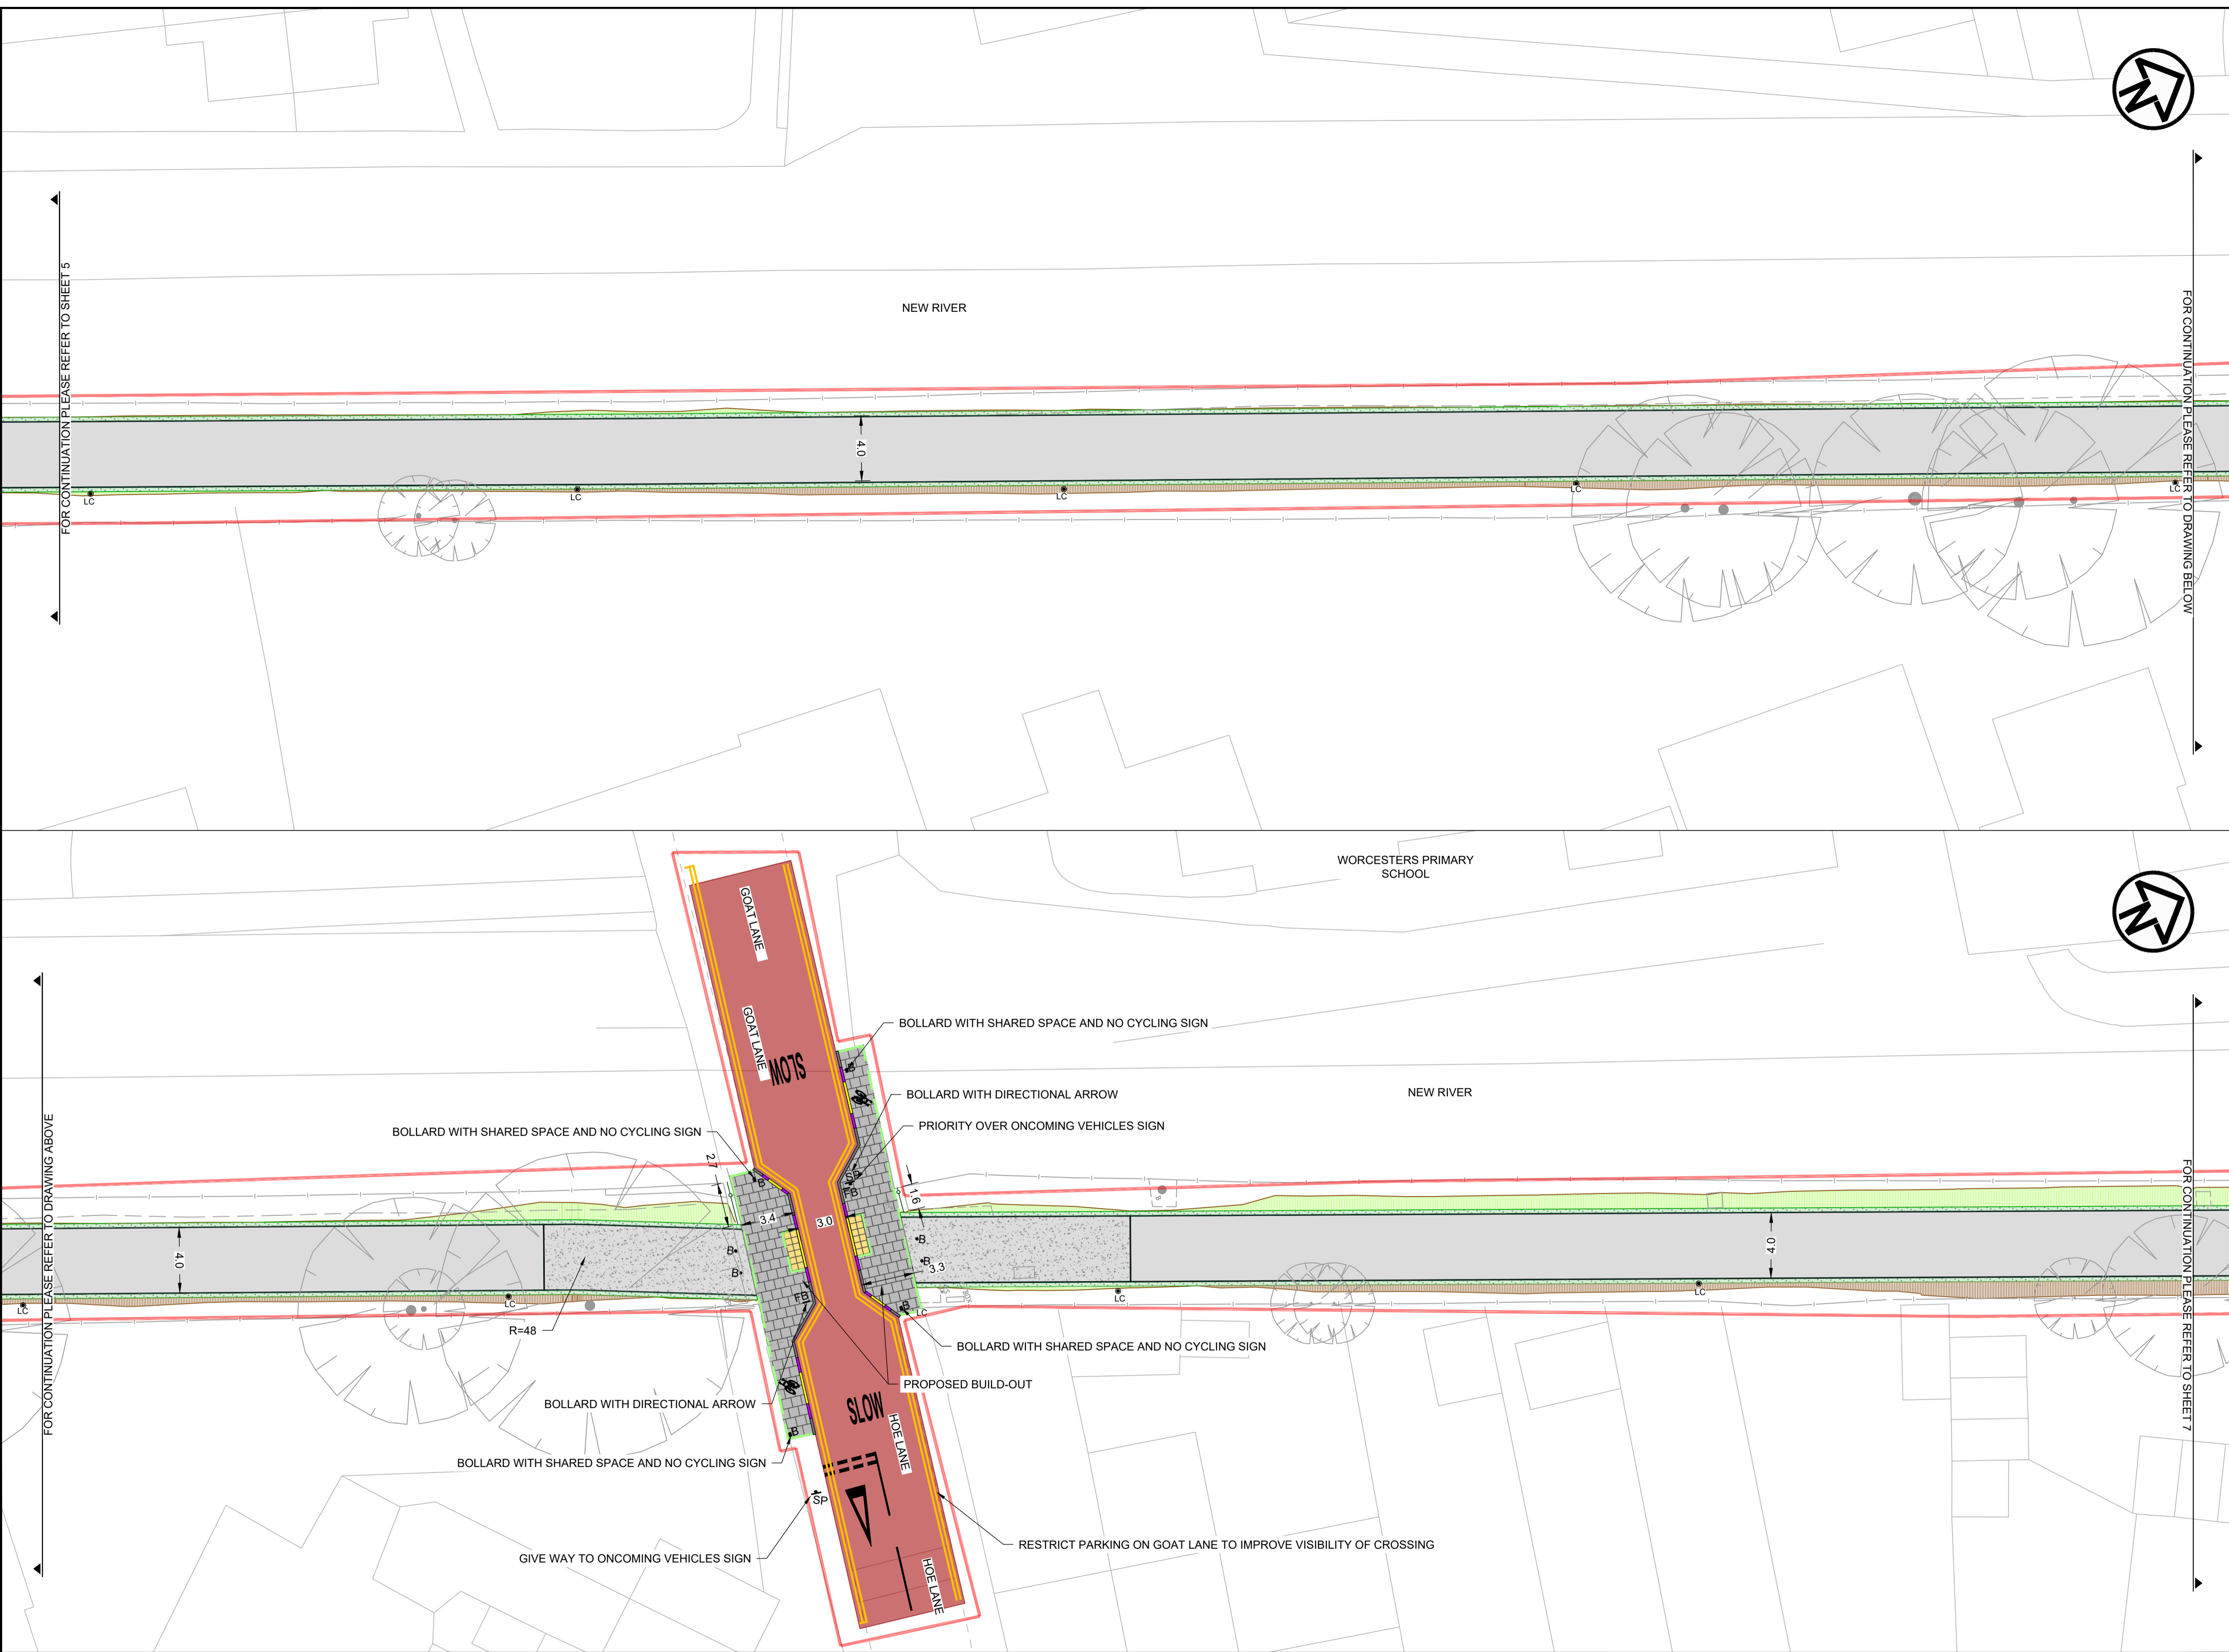 N
FOR CONTINUATION PLEASE REFER TO SHEET 5
NEW RIVER
4.0
FOR CONTINUATION PLEASE REFER TO DRAWING BELOW
LC
LC
LC
LC
LC
WORCESTERS PRIMARY
SCHOOL
N
GOAT LANE
GOAT LANE
SLOW
BOLLARD WITH SHARED SPACE AND NO CYCLING SIGN
B
BOLLARD WITH DIRECTIONAL ARROW
NEW RIVER
PRIORITY OVER ONCOMING VEHICLES SIGN
BOLLARD WITH SHARED SPACE AND NO CYCLING SIGN
FOR CONTINUATION PLEASE REFER TO DRAWING ABOVE
2.7
B
FB
1.6
3.4
3.0
4.0
B
B
B
B
3.3
4.0
FOR CONTINUATION PLEASE REFER TO SHEET 7
LC
LC
FB
B
LC
LC
LC
R=48
BOLLARD WITH SHARED SPACE AND NO CYCLING SIGN
PROPOSED BUILD-OUT
BOLLARD WITH DIRECTIONAL ARROW
SLOW
HOE LANE
B
BOLLARD WITH SHARED SPACE AND NO CYCLING SIGN
SP
RESTRICT PARKING ON GOAT LANE TO IMPROVE VISIBILITY OF CROSSING
GIVE WAY TO ONCOMING VEHICLES SIGN
HOE LANE